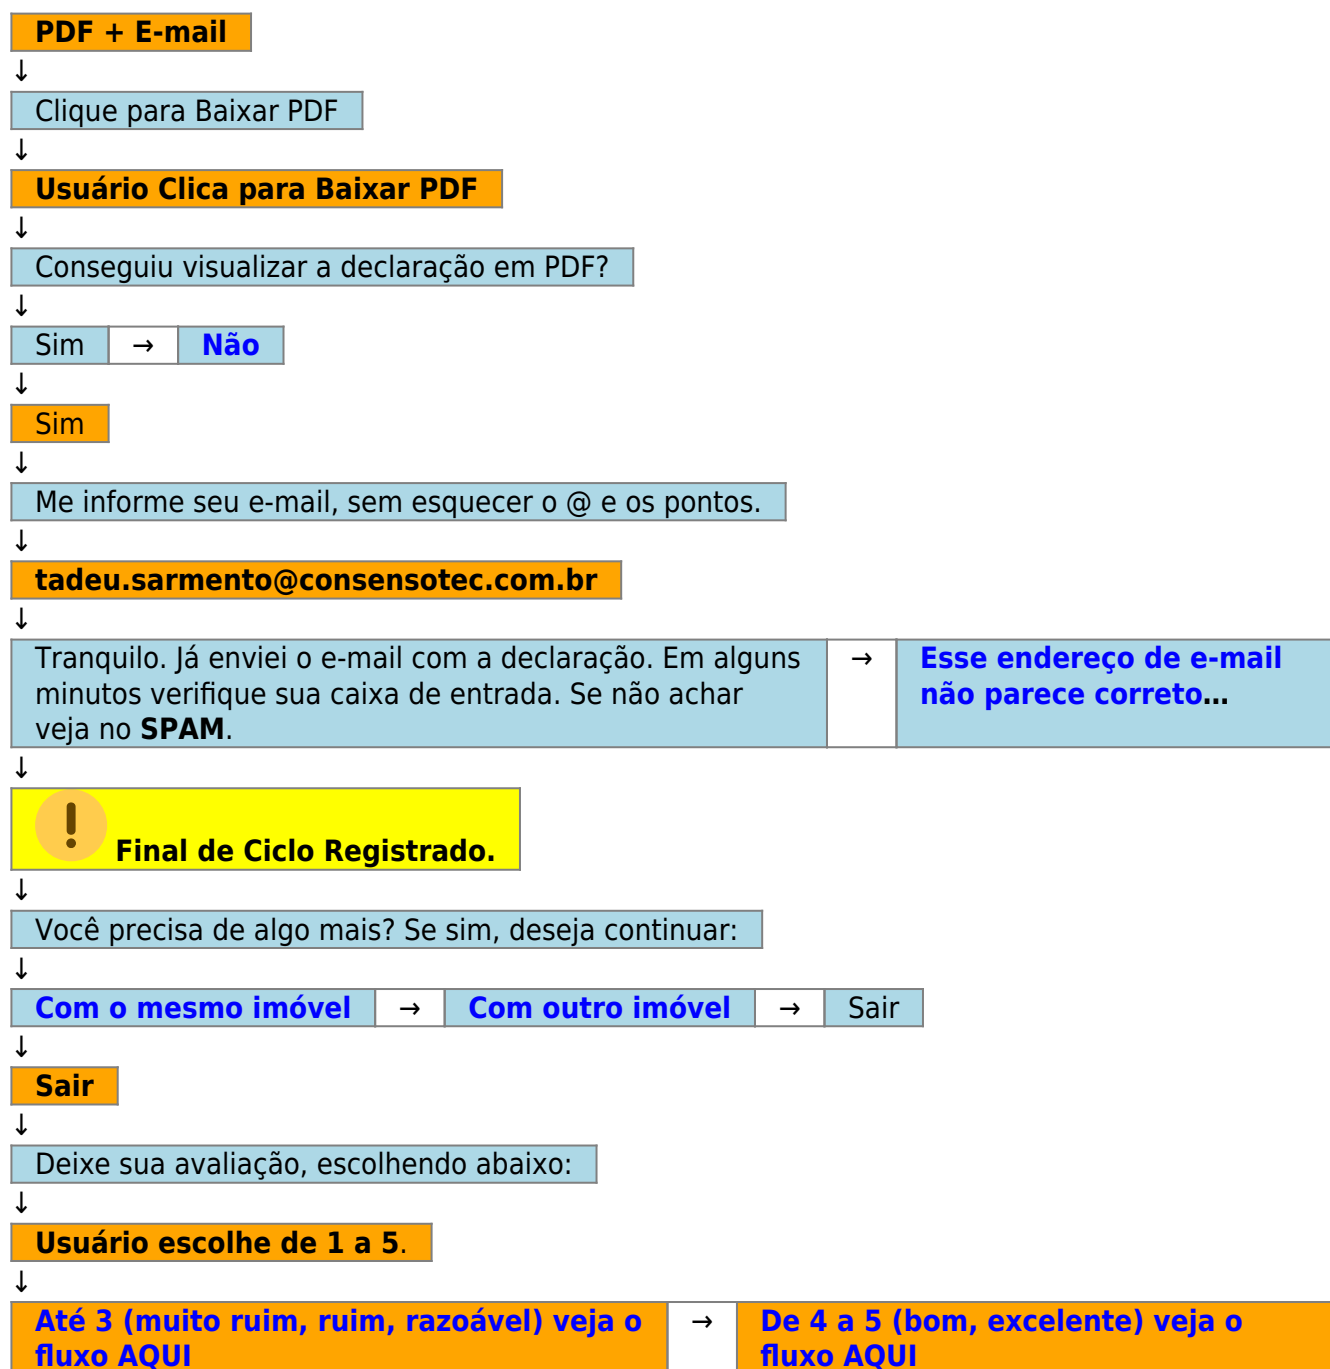 PDF + E-mail
↓
Clique para Baixar PDF
↓
Usuário Clica para Baixar PDF
↓
Conseguiu visualizar a declaração em PDF?
↓
Sim → Não
↓
Sim
↓
Me informe seu e-mail, sem esquecer o @ e os pontos.
↓
tadeu.sarmento@consensotec.com.br
↓
Tranquilo. Já enviei o e-mail com a declaração. Em alguns
minutos verifique sua caixa de entrada. Se não achar
veja no SPAM.
→
Esse endereço de e-mail
não parece correto…
↓
Final de Ciclo Registrado.
↓
Você precisa de algo mais? Se sim, deseja continuar:
↓
Com o mesmo imóvel → Com outro imóvel → Sair
↓
Sair
↓
Deixe sua avaliação, escolhendo abaixo:
↓
Usuário escolhe de 1 a 5.
↓
Até 3 (muito ruim, ruim, razoável) veja o
fluxo AQUI
→
De 4 a 5 (bom, excelente) veja o
fluxo AQUI